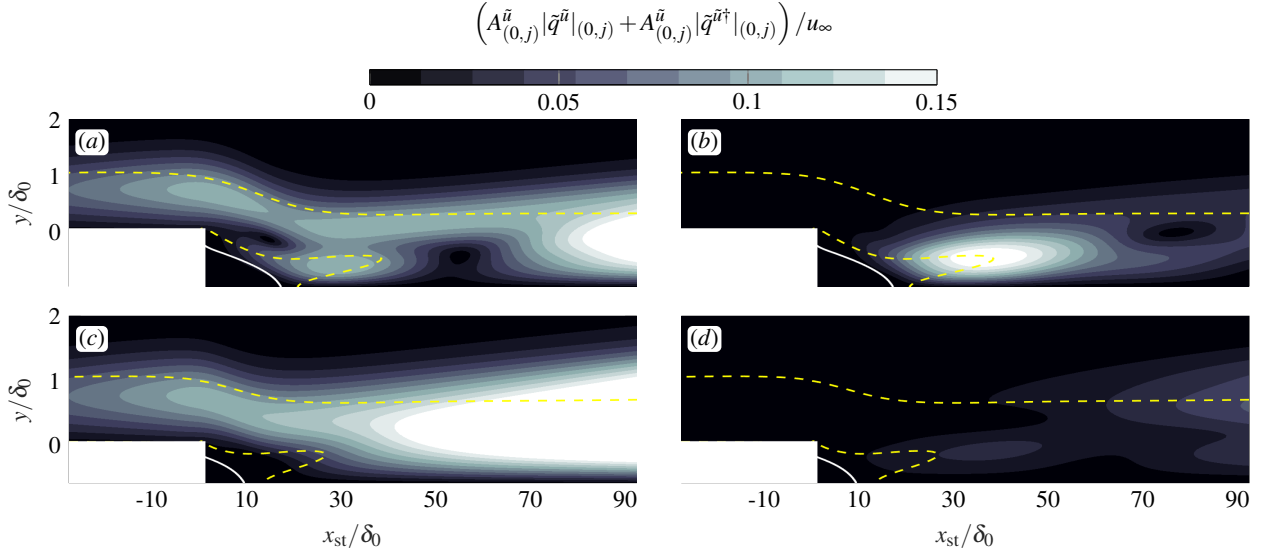 (A^{ũ}_{(0,j)}|q̃^{ũ}|_{(0,j)} + A^{ũ}_{(0,j)}|q̃^{ũ†}|_{(0,j)})/u_∞
0 0.05 0.1 0.15
2 (a) (b)
1
y/δ_0
0
2 (c) (d)
1
y/δ_0
0
-10 10 30 50 70 90 -10 10 30 50 70 90
x_st/δ_0 x_st/δ_0